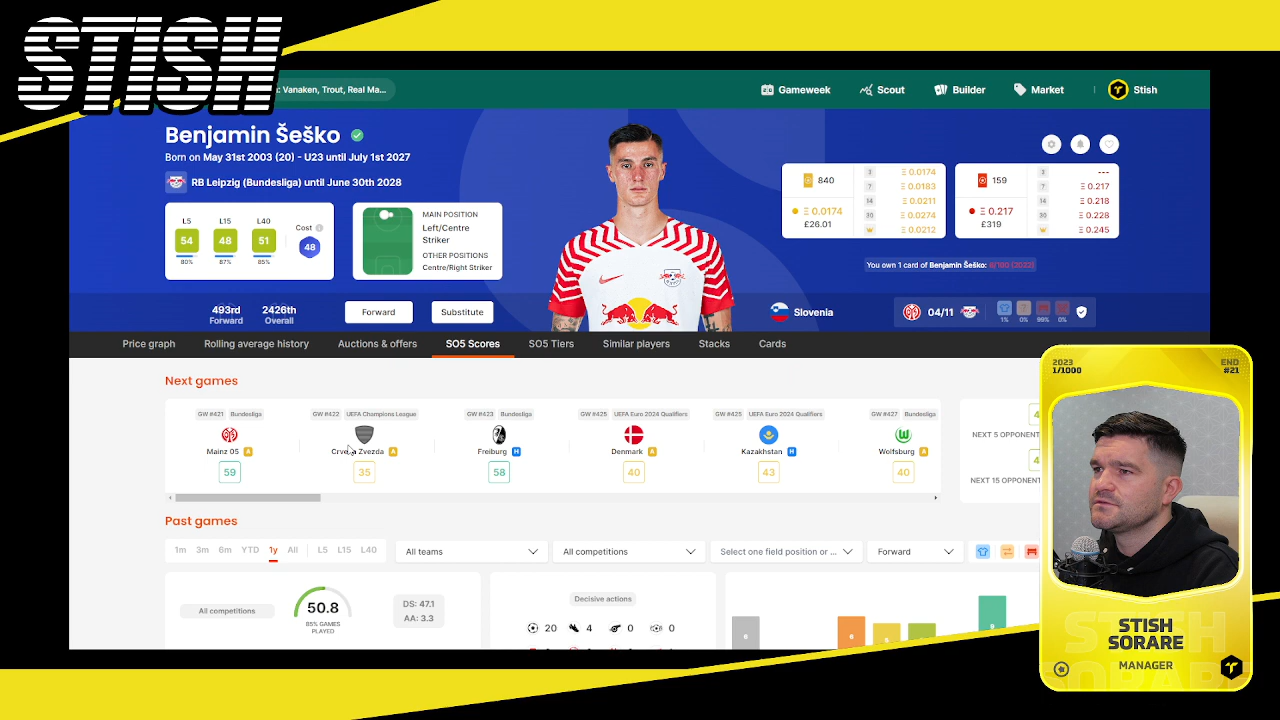 STISH
: Vanaken, Trout, Real Ma...
Gameweek
Scout
Builder
Market
Stish
Benjamin Šeško
Born on May 31st 2003 (20) - U23 until July 1st 2027
RB Leipzig (Bundesliga) until June 30th 2028
L5 L15 L40 Cost
54 48 51 48
80% 87% 85%
MAIN POSITION
Left/Centre
Striker
OTHER POSITIONS
Centre/Right Striker
840
Ξ 0.0174
£26.01
3 Ξ 0.0174
7 Ξ 0.0183
14 Ξ 0.0211
30 Ξ 0.0274
Ξ 0.0212
159
Ξ 0.217
£319
3 ---
7 Ξ 0.217
14 Ξ 0.218
30 Ξ 0.228
Ξ 0.245
You own 1 card of Benjamin Šeško:
493rd
Forward
2426th
Overall
Forward
Substitute
Slovenia
04/11
1% 0% 99% 0%
Price graph Rolling average history Auctions & offers SO5 Scores SO5 Tiers Similar players Stacks Cards
Next games
GW #421 Bundesliga
Mainz 05 A
59
GW #422 UEFA Champions League
Crvena Zvezda A
35
GW #423 Bundesliga
Freiburg H
58
GW #425 UEFA Euro 2024 Qualifiers
Denmark A
40
GW #425 UEFA Euro 2024 Qualifiers
Kazakhstan H
43
GW #427 Bundesliga
Wolfsburg A
40
4
NEXT 5 OPPONENT
4
NEXT 15 OPPONENT
Past games
1m 3m 6m YTD 1y All L5 L15 L40
All teams
All competitions
Select one field position or ...
Forward
All competitions
50.8
85% GAMES
PLAYED
DS: 47.1
AA: 3.3
Decisive actions
20 4 0 0
6 6 5 9
2023
1/1000
END
#21
STISH
SORARE
MANAGER